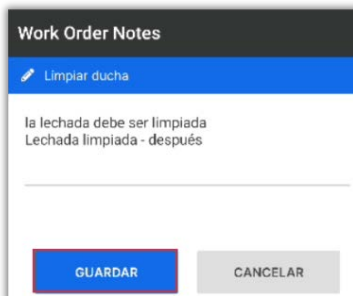 Work Order Notes
Limpiar ducha
la lechada debe ser limpiada
Lechada limpiada - después
GUARDAR
CANCELAR